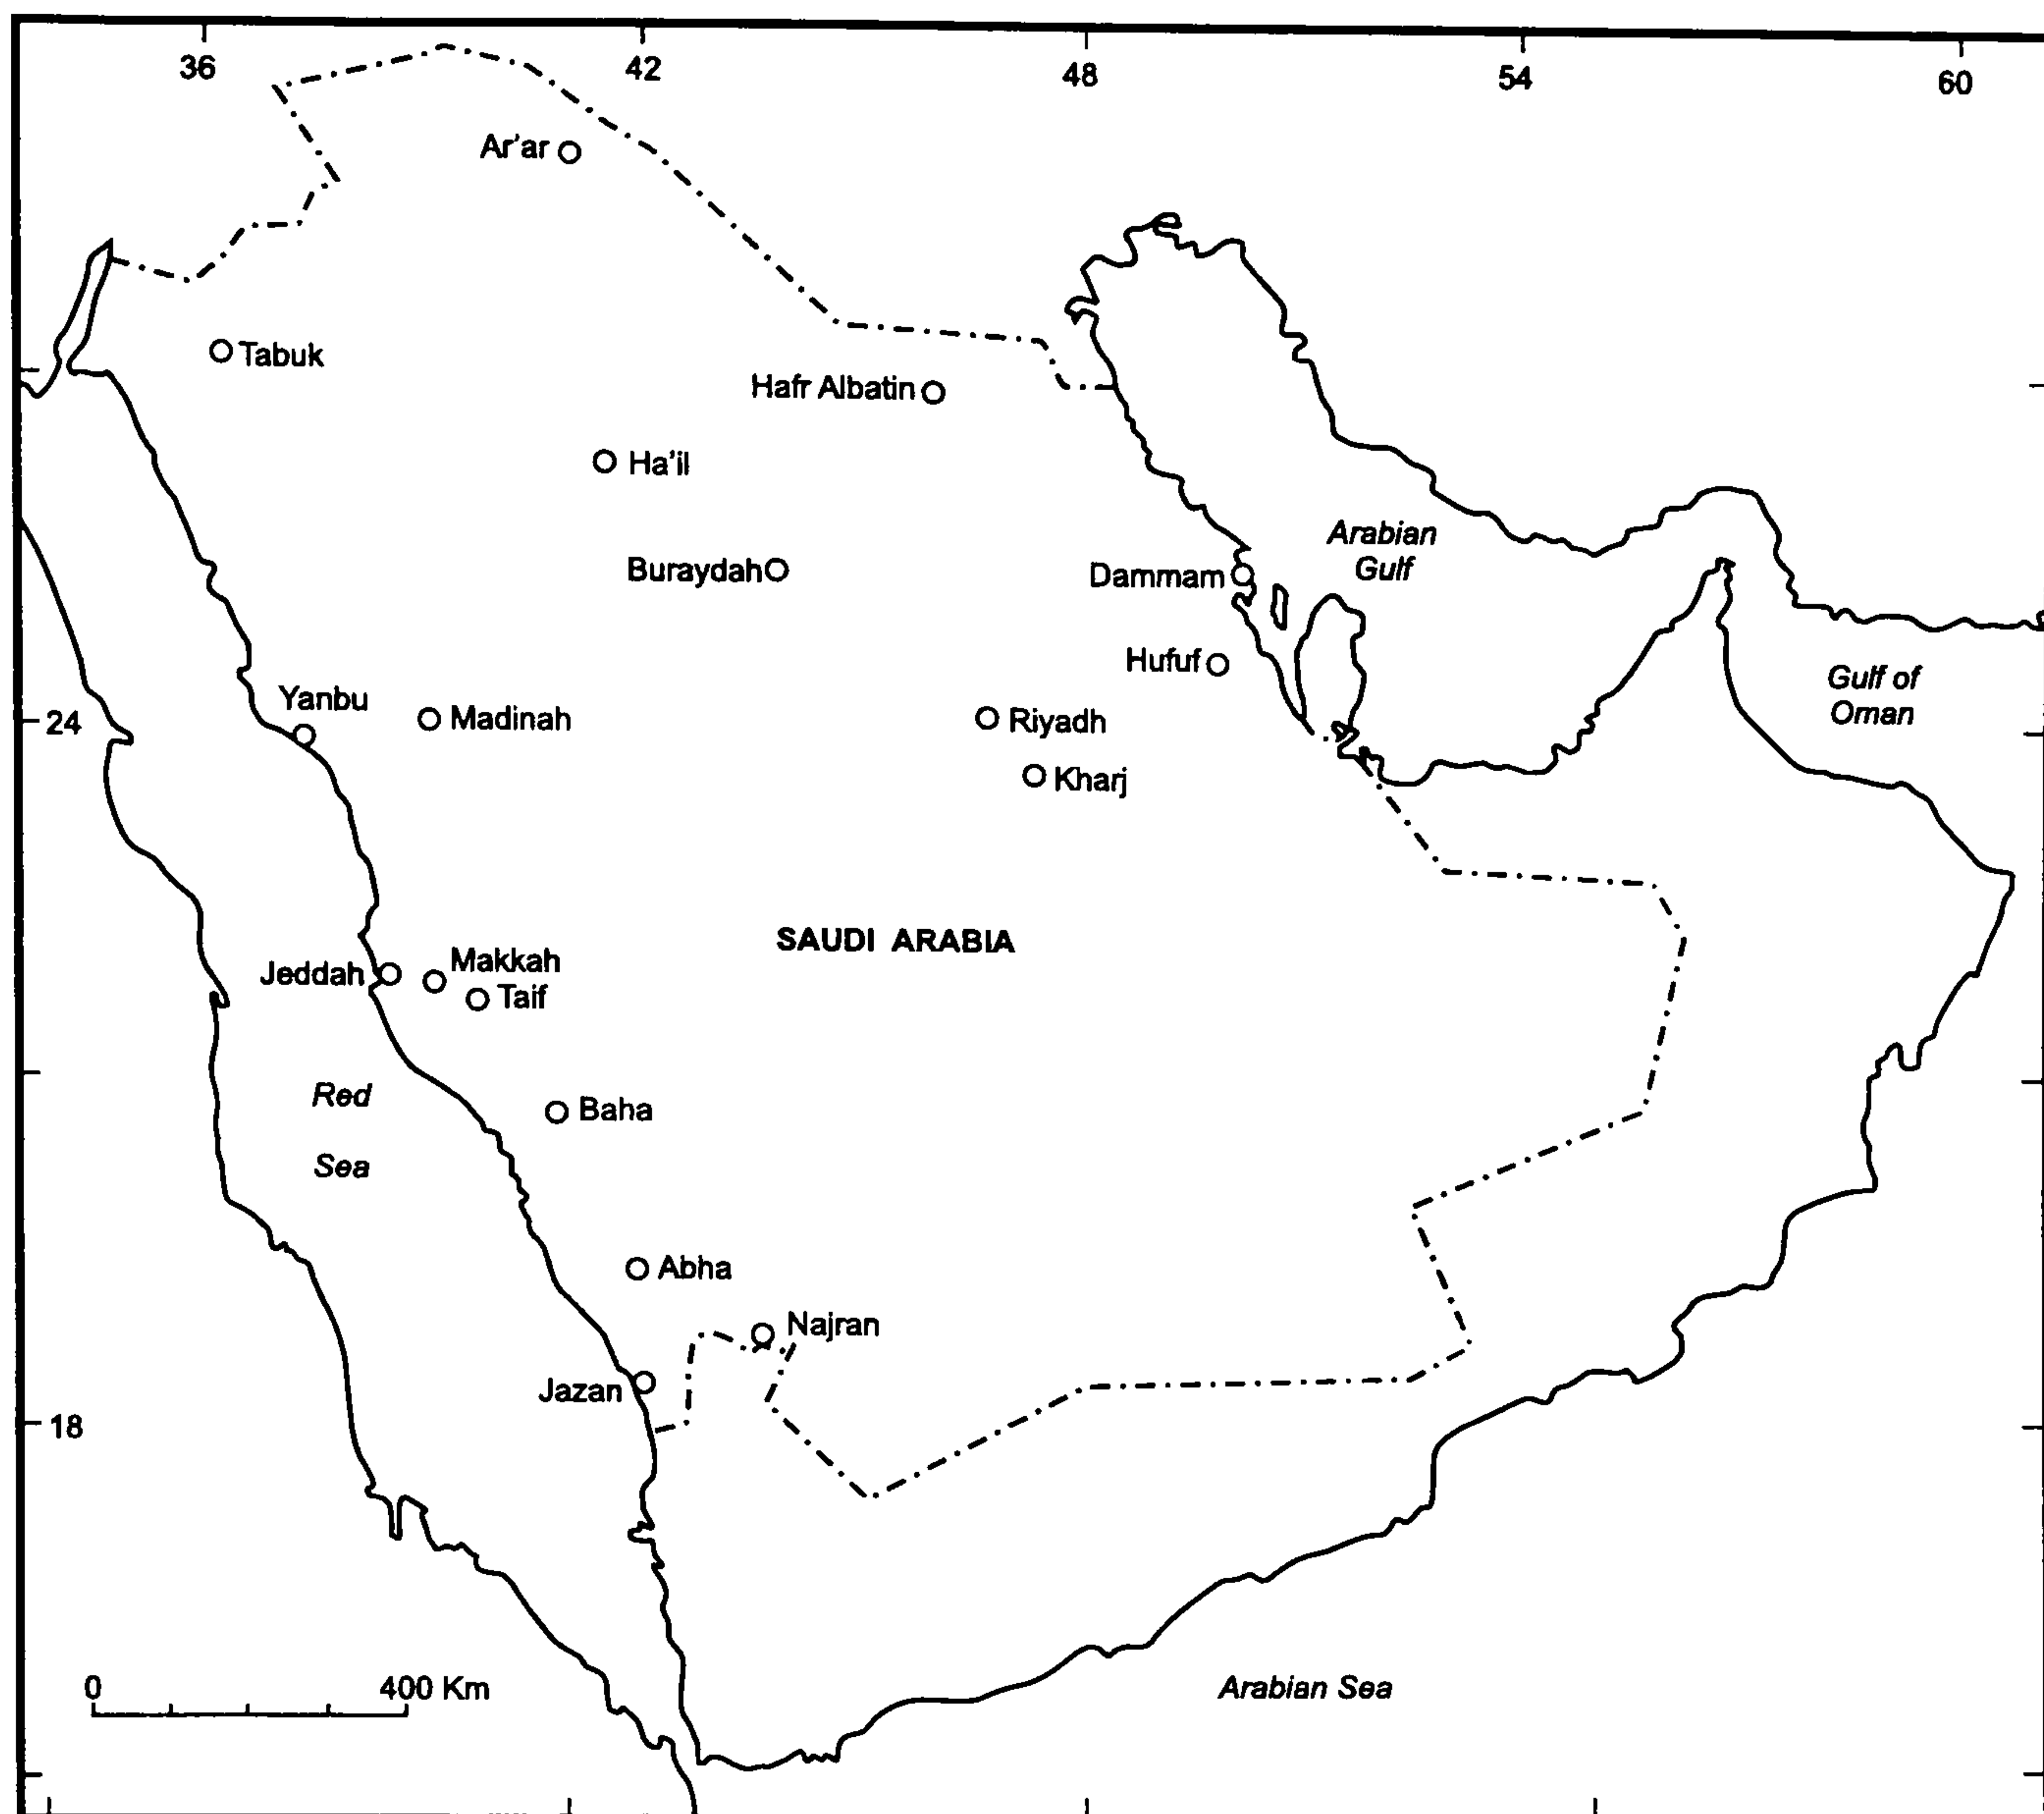 36
42
48
54
60
Ar'ar
Tabuk
Hafr Albatin
Ha'il
Arabian
Gulf
Buraydah
Dammam
Hufuf
Gulf of
Oman
Yanbu
24
Madinah
Riyadh
Kharj
SAUDI ARABIA
Makkah
Jeddah
Taif
Red
Sea
Baha
Abha
Najran
Jazan
18
0
400 Km
Arabian Sea